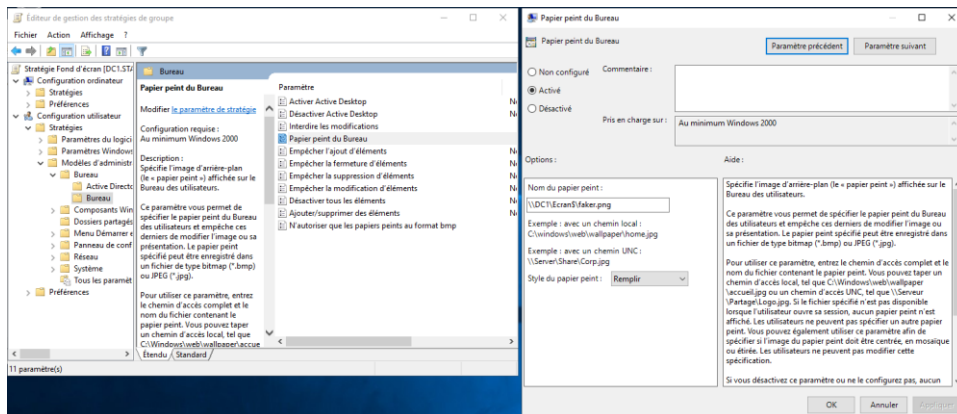 Éditeur de gestion des stratégies de groupe
Fichier Action Affichage ?
Stratégie Fond d'écran [DC1.STA
Configuration ordinateur
Stratégies
Préférences
Configuration utilisateur
Stratégies
Paramètres du logici
Paramètres Windows
Modèles d'administr
Bureau
Active Directo
Bureau
Composants Win
Dossiers partagés
Menu Démarrer e
Panneau de conf
Réseau
Système
Tous les paramèt
Préférences
Bureau
Papier peint du Bureau
Modifier le paramètre de stratégie
Configuration requise :
Au minimum Windows 2000
Description :
Spécifie l'image d'arrière-plan
(le « papier peint ») affichée sur le
Bureau des utilisateurs.
Ce paramètre vous permet de
spécifier le papier peint du Bureau
des utilisateurs et empêche ces
derniers de modifier l'image ou sa
présentation. Le papier peint
spécifié peut être enregistré dans
un fichier de type bitmap (*.bmp)
ou JPEG (*.jpg).
Pour utiliser ce paramètre, entrez
le chemin d'accès complet et le
nom du fichier contenant le
papier peint. Vous pouvez taper
un chemin d'accès local, tel que
C:\Windows\web\wallpaper\accue
Paramètre
Activer Active Desktop
Désactiver Active Desktop
Interdire les modifications
Papier peint du Bureau
Empêcher l'ajout d'éléments
Empêcher la fermeture d'éléments
Empêcher la suppression d'éléments
Empêcher la modification d'éléments
Désactiver tous les éléments
Ajouter/supprimer des éléments
N'autoriser que les papiers peints au format bmp
Étendu Standard
11 paramètre(s)
Papier peint du Bureau
Papier peint du Bureau
Paramètre précédent Paramètre suivant
Non configuré Commentaire :
Activé
Désactivé
Pris en charge sur : Au minimum Windows 2000
Options : Aide :
Nom du papier peint :
\\DC1\Ecran$\faker.png
Exemple : avec un chemin local :
C:\windows\web\wallpaper\home.jpg
Exemple : avec un chemin UNC :
\\Server\Share\Corp.jpg
Style du papier peint : Remplir
Spécifie l'image d'arrière-plan (le « papier peint ») affichée sur le
Bureau des utilisateurs.
Ce paramètre vous permet de spécifier le papier peint du Bureau
des utilisateurs et empêche ces derniers de modifier l'image ou
sa présentation. Le papier peint spécifié peut être enregistré dans
un fichier de type bitmap (*.bmp) ou JPEG (*.jpg).
Pour utiliser ce paramètre, entrez le chemin d'accès complet et le
nom du fichier contenant le papier peint. Vous pouvez taper un
chemin d'accès local, tel que C:\Windows\web\wallpaper
\accueil.jpg ou un chemin d'accès UNC, tel que \\Serveur
\Partage\Logo.jpg. Si le fichier spécifié n'est pas disponible
lorsque l'utilisateur ouvre sa session, aucun papier peint n'est
affiché. Les utilisateurs ne peuvent pas spécifier un autre papier
peint. Vous pouvez également utiliser ce paramètre afin de
spécifier si l'image du papier peint doit être centrée, en mosaïque
ou étirée. Les utilisateurs ne peuvent pas modifier cette
spécification.
Si vous désactivez ce paramètre ou ne le configurez pas, aucun
OK Annuler Appliquer